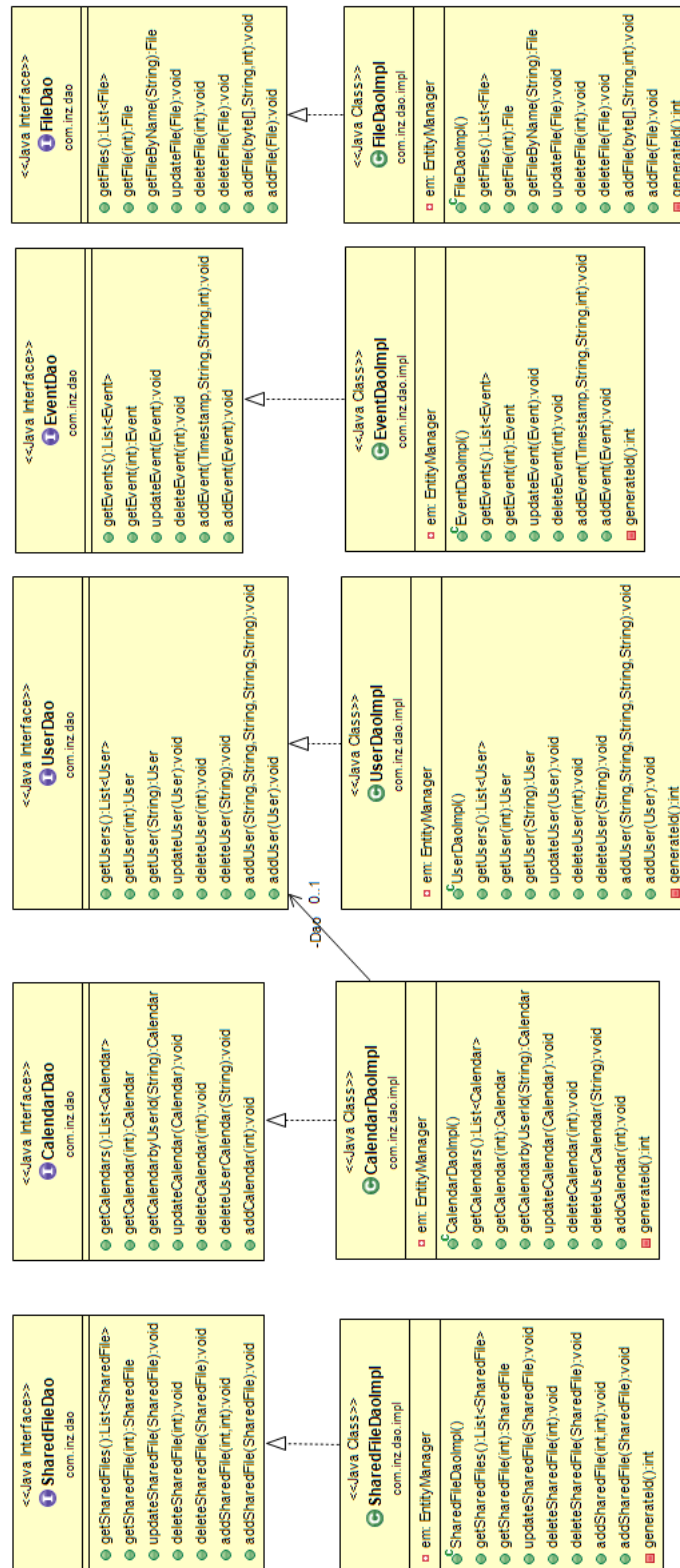 <<Java Interface>>
SharedFileDao
com.inz.dao
getSharedFiles():List<SharedFile>
getSharedFile(int):SharedFile
updateSharedFile(SharedFile):void
deleteSharedFile(int):void
deleteSharedFile(SharedFile):void
addSharedFile(int,int):void
addSharedFile(SharedFile):void
<<Java Interface>>
CalendarDao
com.inz.dao
getCalendars():List<Calendar>
getCalendar(int):Calendar
getCalendarbyUserId(String):Calendar
updateCalendar(Calendar):void
deleteCalendar(int):void
deleteUserCalendar(String):void
addCalendar(int):void
<<Java Interface>>
UserDao
com.inz.dao
getUsers():List<User>
getUser(int):User
getUser(String):User
updateUser(User):void
deleteUser(int):void
deleteUser(String):void
addUser(String,String,String,String,String):void
addUser(User):void
<<Java Interface>>
EventDao
com.inz.dao
getEvents():List<Event>
getEvent(int):Event
updateEvent(Event):void
deleteEvent(int):void
addEvent(Timestamp,String,String,int):void
addEvent(Event):void
<<Java Interface>>
FileDao
com.inz.dao
getFiles():List<File>
getFile(int):File
getFileByName(String):File
updateFile(File):void
deleteFile(int):void
deleteFile(File):void
addFile(byte[],String,int):void
addFile(File):void
-Dao 0..1
<<Java Class>>
SharedFileDaoImpl
com.inz.dao.impl
em: EntityManager
SharedFileDaoImpl()
getSharedFiles():List<SharedFile>
getSharedFile(int):SharedFile
updateSharedFile(SharedFile):void
deleteSharedFile(int):void
deleteSharedFile(SharedFile):void
addSharedFile(int,int):void
addSharedFile(SharedFile):void
generateId():int
<<Java Class>>
CalendarDaoImpl
com.inz.dao.impl
em: EntityManager
CalendarDaoImpl()
getCalendars():List<Calendar>
getCalendar(int):Calendar
getCalendarbyUserId(String):Calendar
updateCalendar(Calendar):void
deleteCalendar(int):void
deleteUserCalendar(String):void
addCalendar(int):void
generateId():int
<<Java Class>>
UserDaoImpl
com.inz.dao.impl
em: EntityManager
UserDaoImpl()
getUsers():List<User>
getUser(int):User
getUser(String):User
updateUser(User):void
deleteUser(int):void
deleteUser(String):void
addUser(String,String,String,String,String):void
addUser(User):void
generateId():int
<<Java Class>>
EventDaoImpl
com.inz.dao.impl
em: EntityManager
EventDaoImpl()
getEvents():List<Event>
getEvent(int):Event
updateEvent(Event):void
deleteEvent(int):void
addEvent(Timestamp,String,String,int):void
addEvent(Event):void
generateId():int
<<Java Class>>
FileDaoImpl
com.inz.dao.impl
em: EntityManager
FileDaoImpl()
getFiles():List<File>
getFile(int):File
getFileByName(String):File
updateFile(File):void
deleteFile(int):void
deleteFile(File):void
addFile(byte[],String,int):void
addFile(File):void
generateId():int